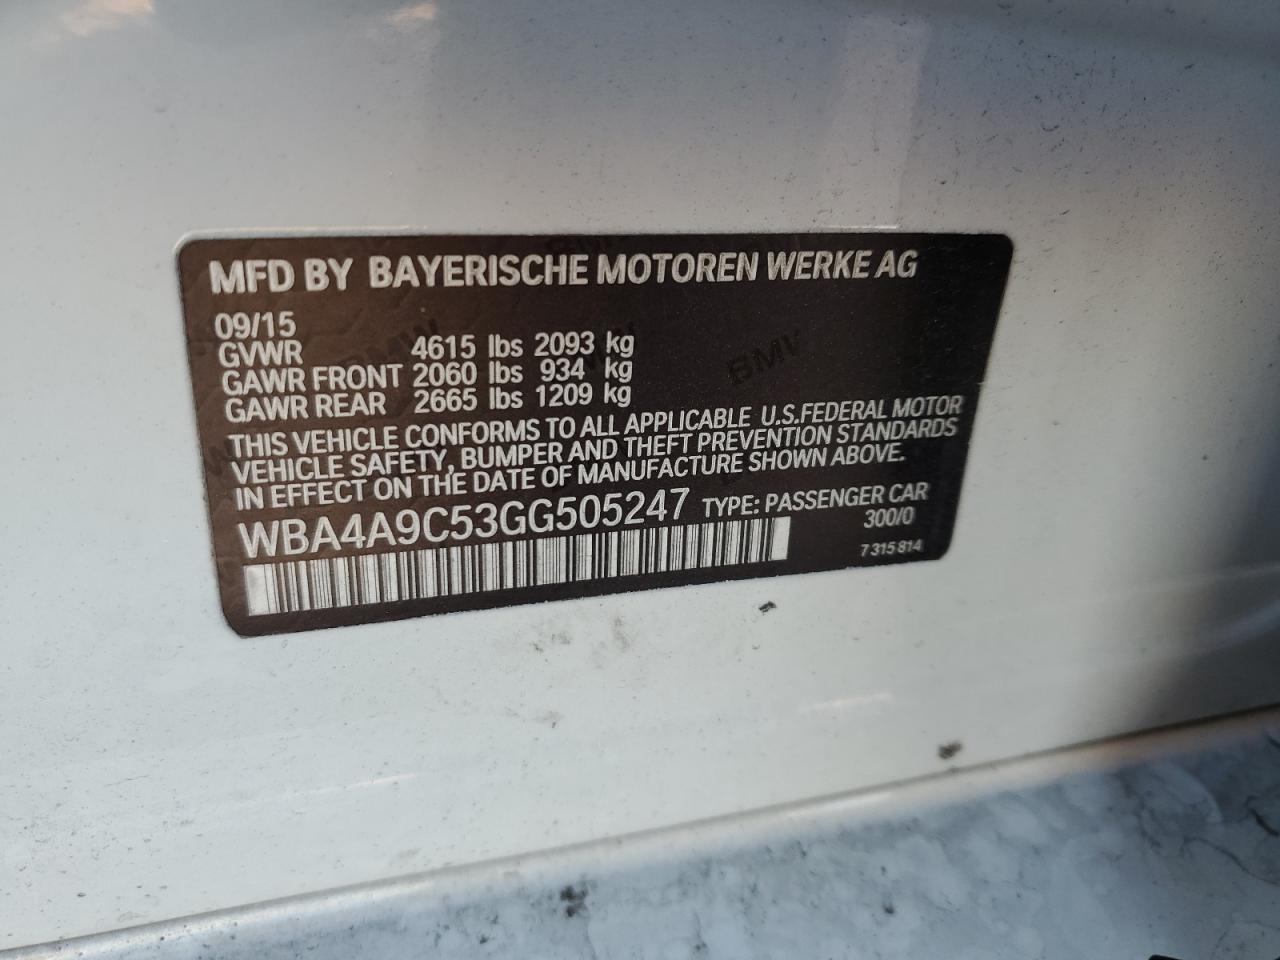 MFD BY BAYERISCHE MOTOREN WERKE AG
09/15
GVWR 4615 lbs 2093 kg
GAWR FRONT 2060 lbs 934 kg
GAWR REAR 2665 lbs 1209 kg
THIS VEHICLE CONFORMS TO ALL APPLICABLE U.S.FEDERAL MOTOR
VEHICLE SAFETY, BUMPER AND THEFT PREVENTION STANDARDS
IN EFFECT ON THE DATE OF MANUFACTURE SHOWN ABOVE.
WBA4A9C53GG505247 TYPE: PASSENGER CAR
300/0
7 315 814
BMW
BMW